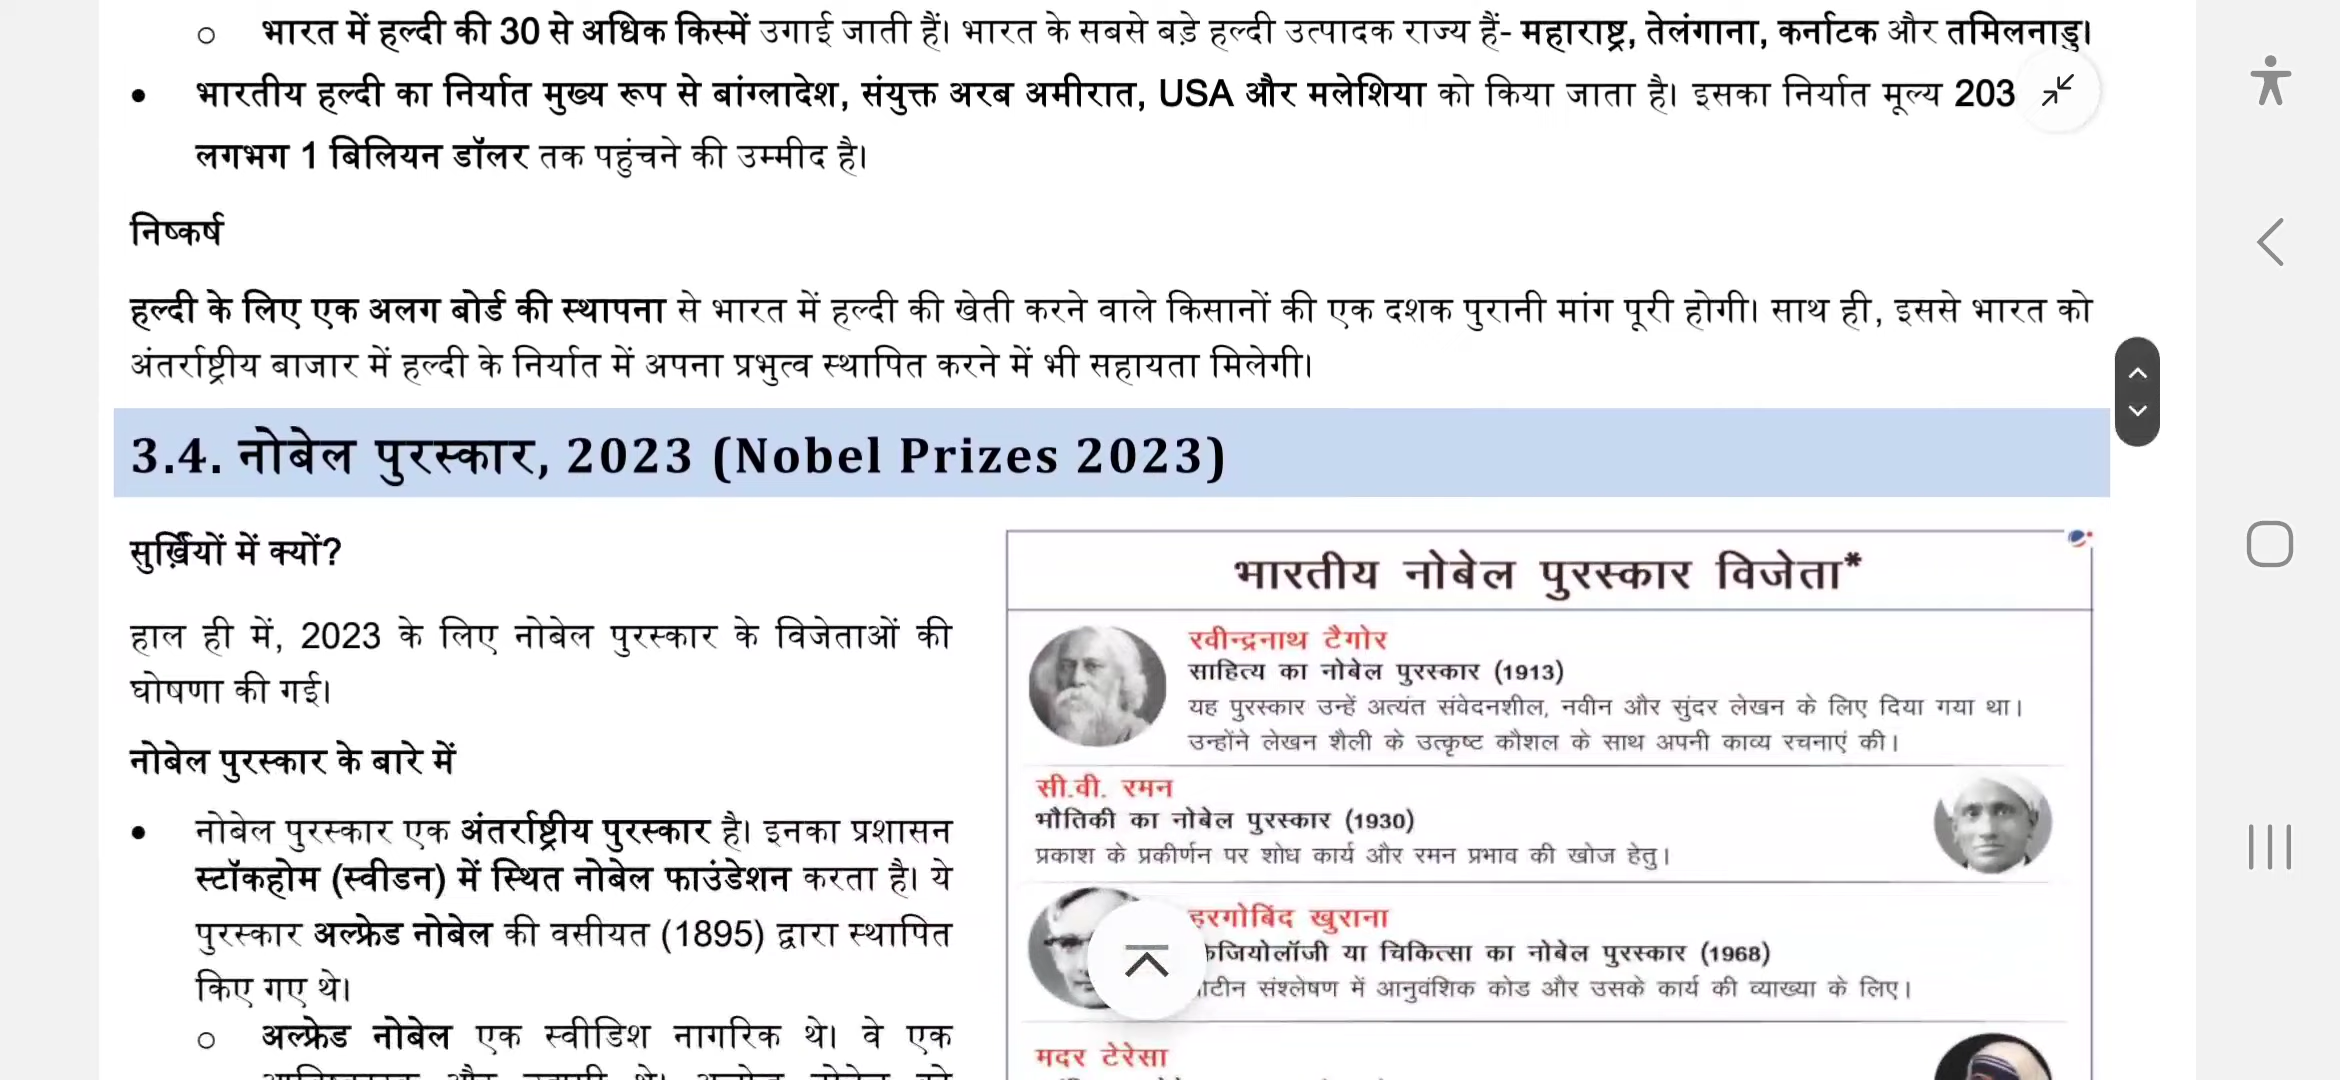 भारत में हल्दी की 30 से अधिक किस्में उगाई जाती हैं। भारत के सबसे बड़े हल्दी उत्पादक राज्य हैं- महाराष्ट्र, तेलंगाना, कर्नाटक और तमिलनाडु।
भारतीय हल्दी का निर्यात मुख्य रूप से बांग्लादेश, संयुक्त अरब अमीरात, USA और मलेशिया को किया जाता है। इसका निर्यात मूल्य 203
लगभग 1 बिलियन डॉलर तक पहुंचने की उम्मीद है।
निष्कर्ष
हल्दी के लिए एक अलग बोर्ड की स्थापना से भारत में हल्दी की खेती करने वाले किसानों की एक दशक पुरानी मांग पूरी होगी। साथ ही, इससे भारत को
अंतर्राष्ट्रीय बाजार में हल्दी के निर्यात में अपना प्रभुत्व स्थापित करने में भी सहायता मिलेगी।
3.4. नोबेल पुरस्कार, 2023 (Nobel Prizes 2023)
सुर्ख़ियों में क्यों?
हाल ही में, 2023 के लिए नोबेल पुरस्कार के विजेताओं की
घोषणा की गई।
नोबेल पुरस्कार के बारे में
नोबेल पुरस्कार एक अंतर्राष्ट्रीय पुरस्कार है। इनका प्रशासन
स्टॉकहोम (स्वीडन) में स्थित नोबेल फाउंडेशन करता है। ये
पुरस्कार अल्फ्रेड नोबेल की वसीयत (1895) द्वारा स्थापित
किए गए थे।
अल्फ्रेड नोबेल एक स्वीडिश नागरिक थे। वे एक
भारतीय नोबेल पुरस्कार विजेता*
रवीन्द्रनाथ टैगोर
साहित्य का नोबेल पुरस्कार (1913)
यह पुरस्कार उन्हें अत्यंत संवेदनशील, नवीन और सुंदर लेखन के लिए दिया गया था।
उन्होंने लेखन शैली के उत्कृष्ट कौशल के साथ अपनी काव्य रचनाएं की।
सी.वी. रमन
भौतिकी का नोबेल पुरस्कार (1930)
प्रकाश के प्रकीर्णन पर शोध कार्य और रमन प्रभाव की खोज हेतु।
हरगोबिंद खुराना
या चिकित्सा का नोबेल पुरस्कार (1968)
संश्लेषण में आनुवंशिक कोड और उसके कार्य की व्याख्या के लिए।
मदर टेरेसा